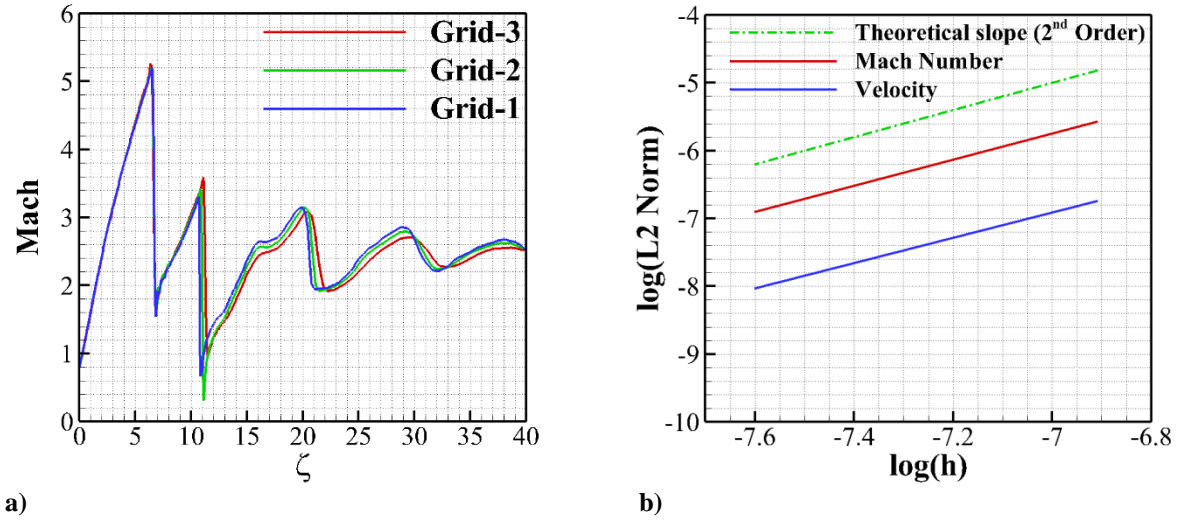 6
5
4
3
2
1
0
Mach
Grid-3
Grid-2
Grid-1
0 5 10 15 20 25 30 35 40
ζ
a)
-4
-5
-6
-7
-8
-9
-10
log(L2 Norm)
Theoretical slope (2nd Order)
Mach Number
Velocity
-7.6 -7.4 -7.2 -7 -6.8
log(h)
b)